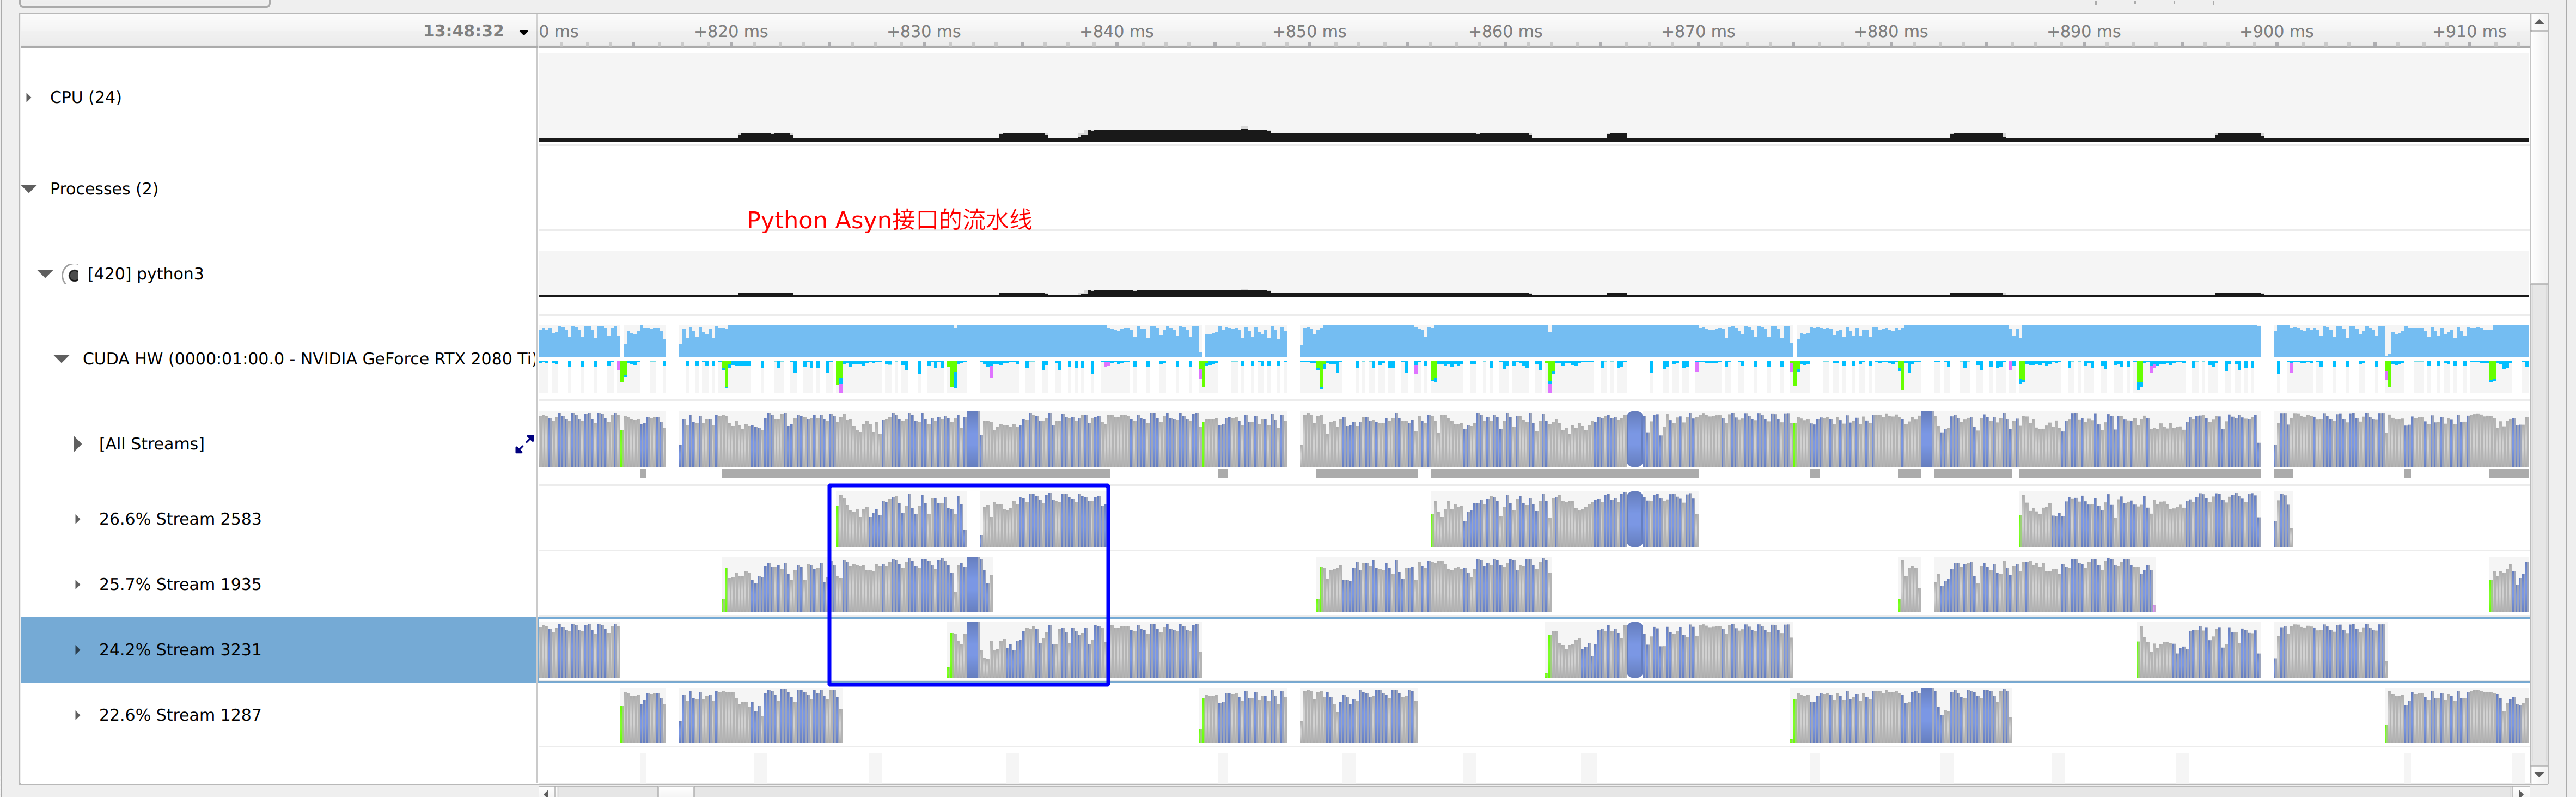 13:48:32
0 ms +820 ms +830 ms +840 ms +850 ms +860 ms +870 ms +880 ms +890 ms +900 ms +910 ms
CPU (24)
Processes (2)
Python Asyn接口的流水线
[420] python3
CUDA HW (0000:01:00.0 - NVIDIA GeForce RTX 2080 Ti)
[All Streams]
26.6% Stream 2583
25.7% Stream 1935
24.2% Stream 3231
22.6% Stream 1287